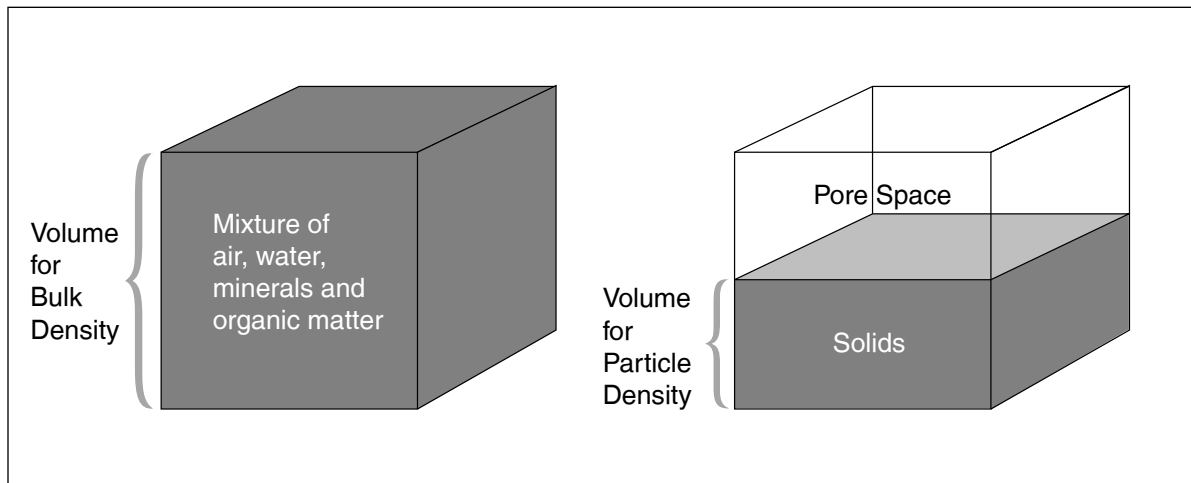 Volume
for
Bulk
Density
Mixture of
air, water,
minerals and
organic matter
Pore Space
Volume
for
Particle
Density
Solids